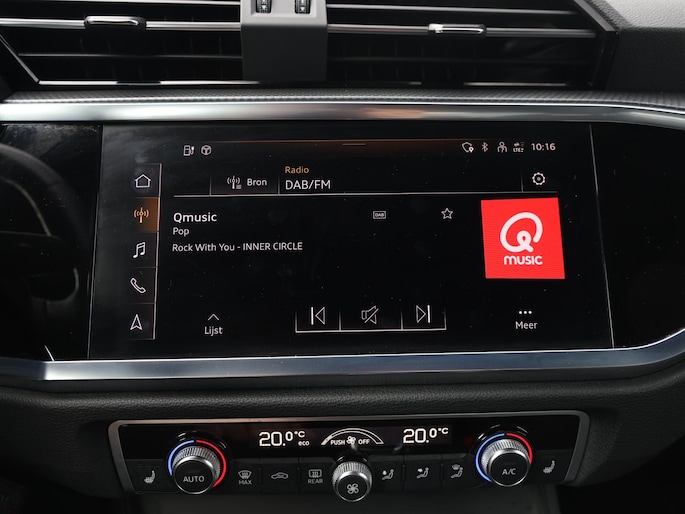 LTE
10:16
Radio
Bron
DAB/FM
Qmusic
DAB
Pop
Rock With You - INNER CIRCLE
Q
MUSIC
Lijst
Meer
20.0°C
eco
PUSH OFF
20.0°C
AUTO
MAX
REAR
A/C